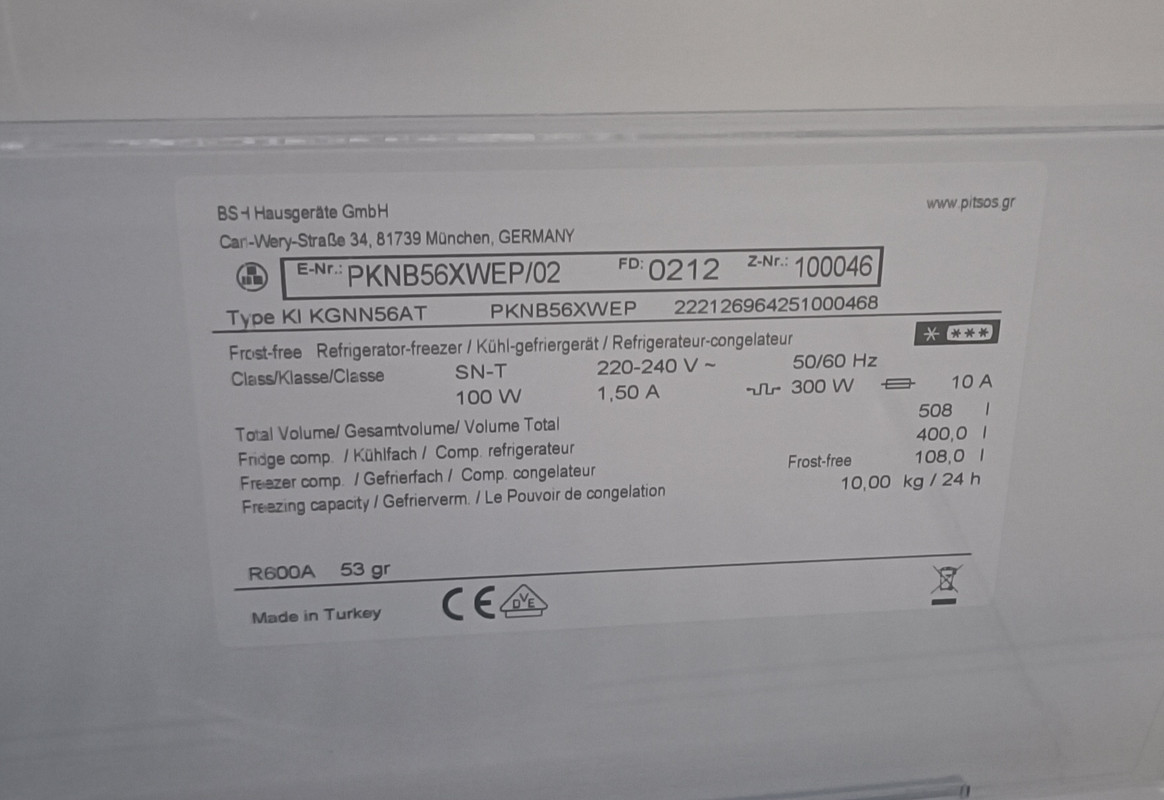 BSH Hausgeräte GmbH www.pitsos.gr
Carl-Wery-Straße 34, 81739 München, GERMANY
E-Nr.: PKNB56XWEP/02 FD: 0212 Z-Nr.: 100046
Type KI KGNN56AT PKNB56XWEP 222126964251000468
Frost-free Refrigerator-freezer / Kühl-gefriergerät / Refrigerateur-congelateur * ***
Class/Klasse/Classe SN-T 220-240 V ~ 50/60 Hz
100 W 1,50 A 300 W 10 A
Total Volume/ Gesamtvolume/ Volume Total 508 l
Fridge comp. / Kühlfach / Comp. refrigerateur 400,0 l
Freezer comp. / Gefrierfach / Comp. congelateur Frost-free 108,0 l
Freezing capacity / Gefrierverm. / Le Pouvoir de congelation 10,00 kg / 24 h
R600A 53 gr
Made in Turkey CE DVE